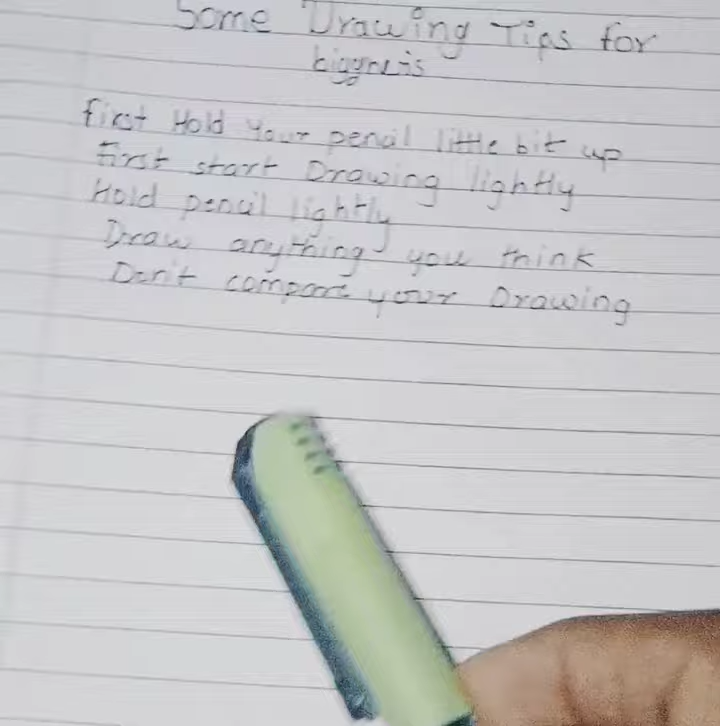 Some Drawing Tips for
biggneis
first Hold Your pencil little bit up
first start Drawing lightly
Hold pencil lightly
Draw anything you think
Don't compare your Drawing